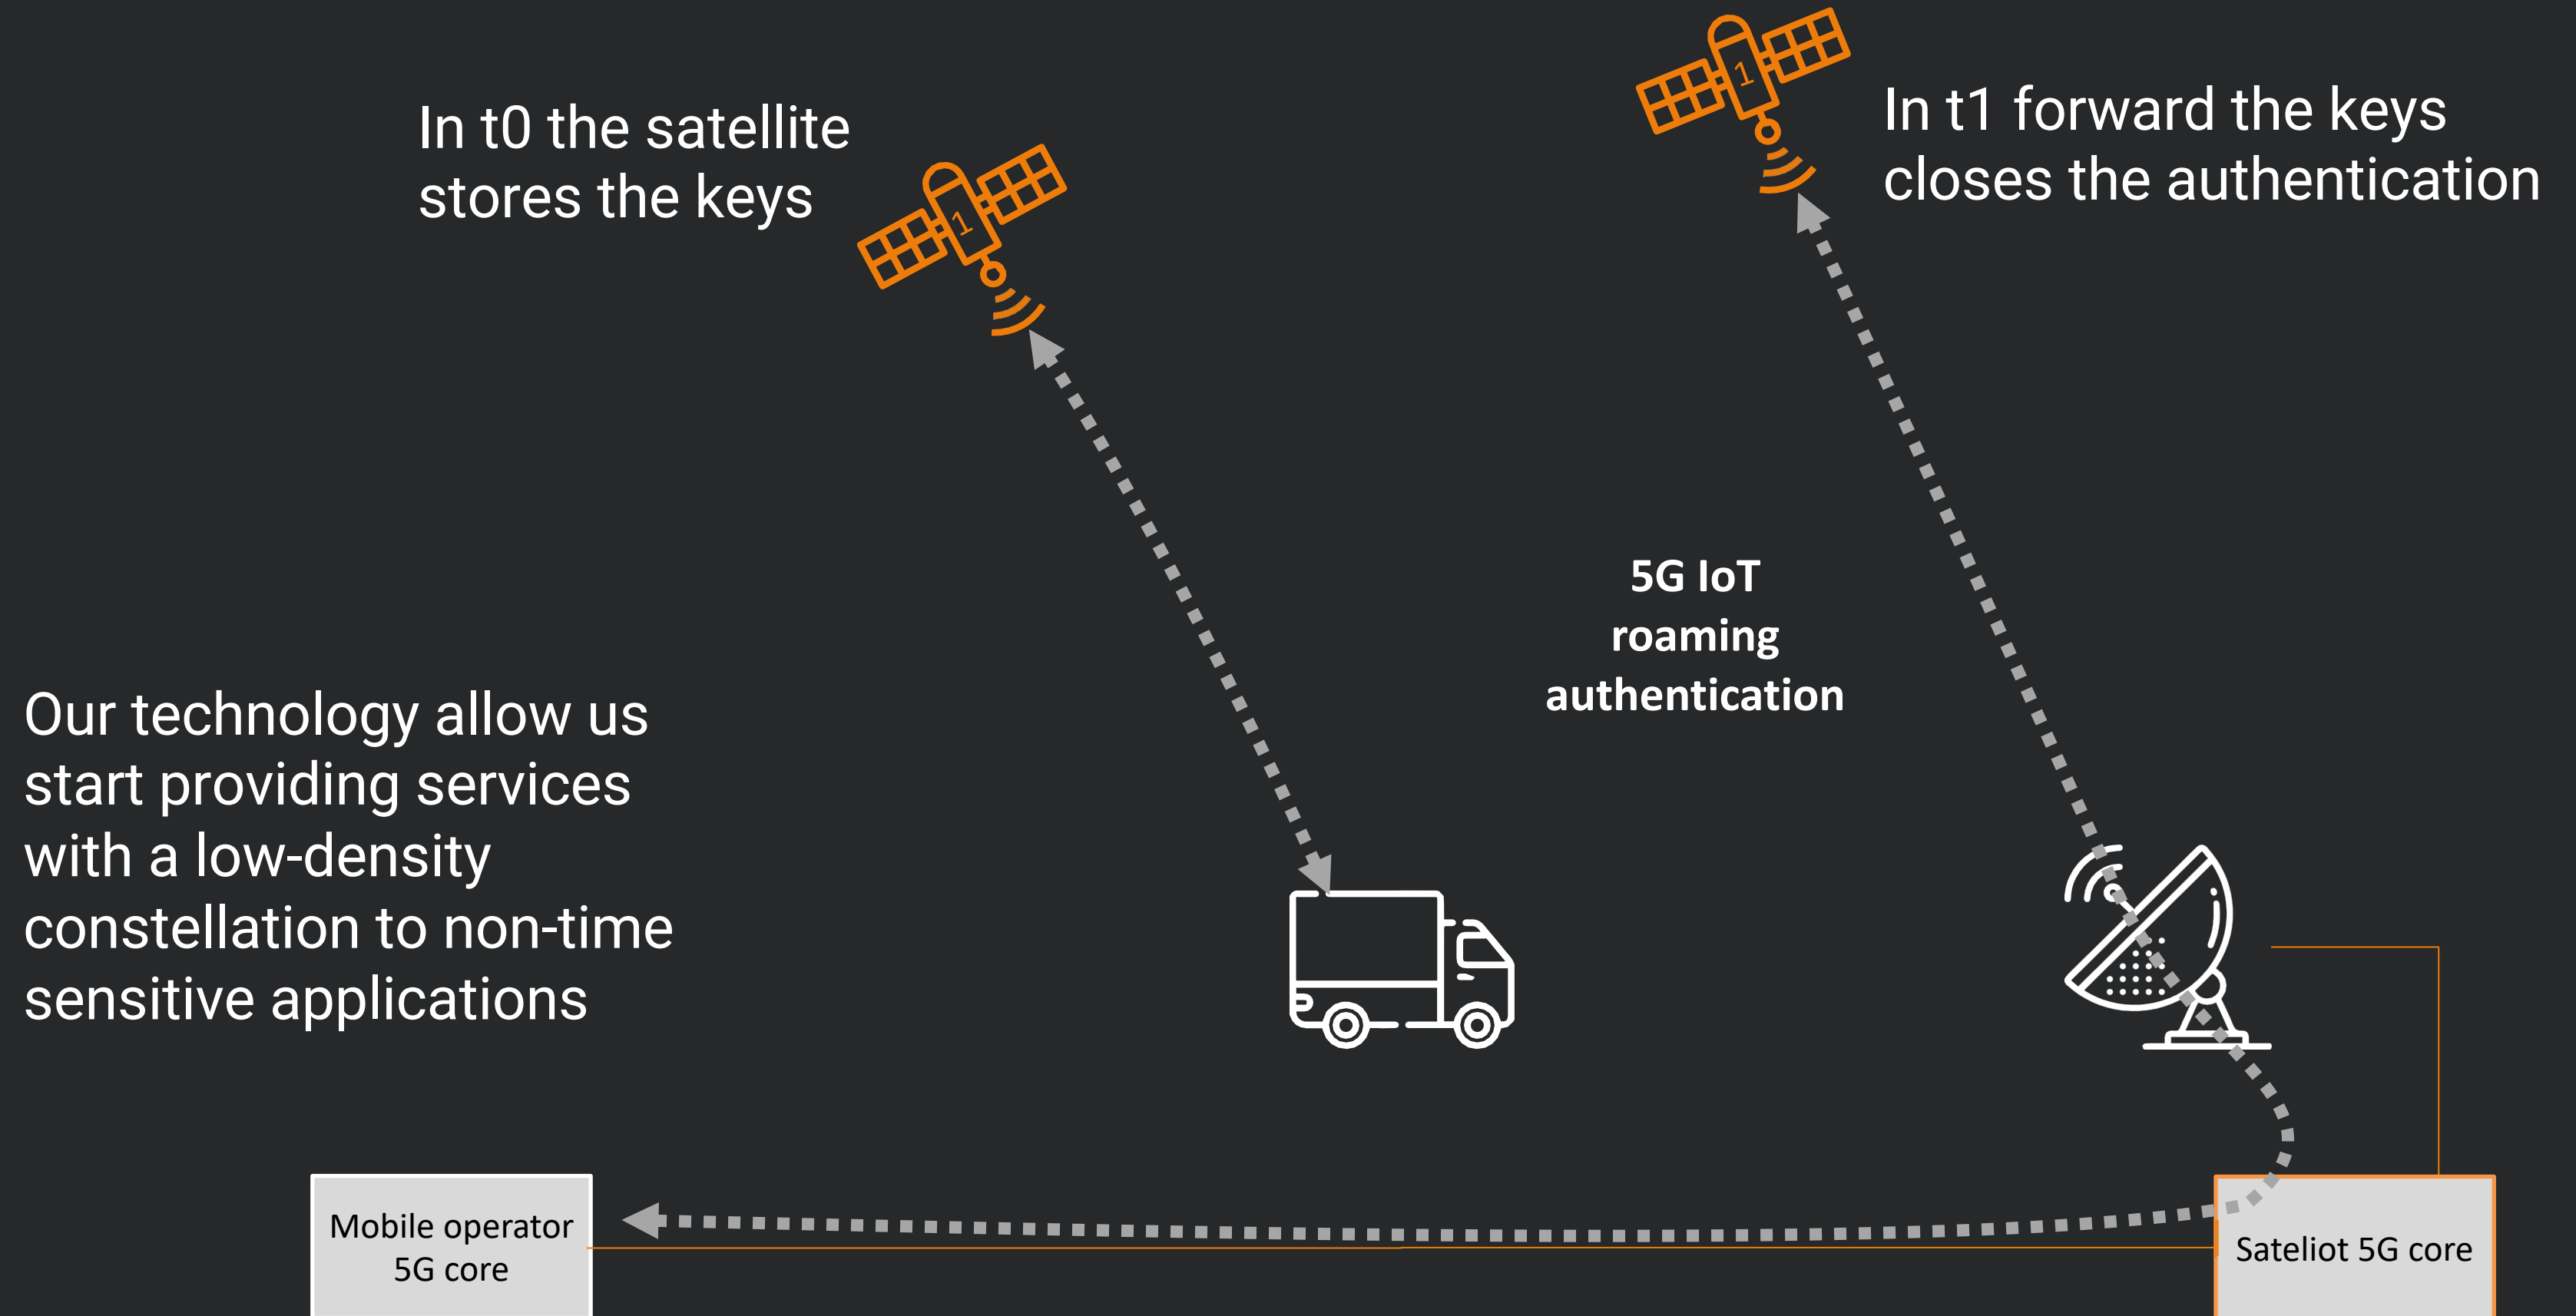 In t0 the satellite
stores the keys
1
1
In t1 forward the keys
closes the authentication
5G IoT
roaming
authentication
Our technology allow us
start providing services
with a low-density
constellation to non-time
sensitive applications
Mobile operator
5G core
Sateliot 5G core